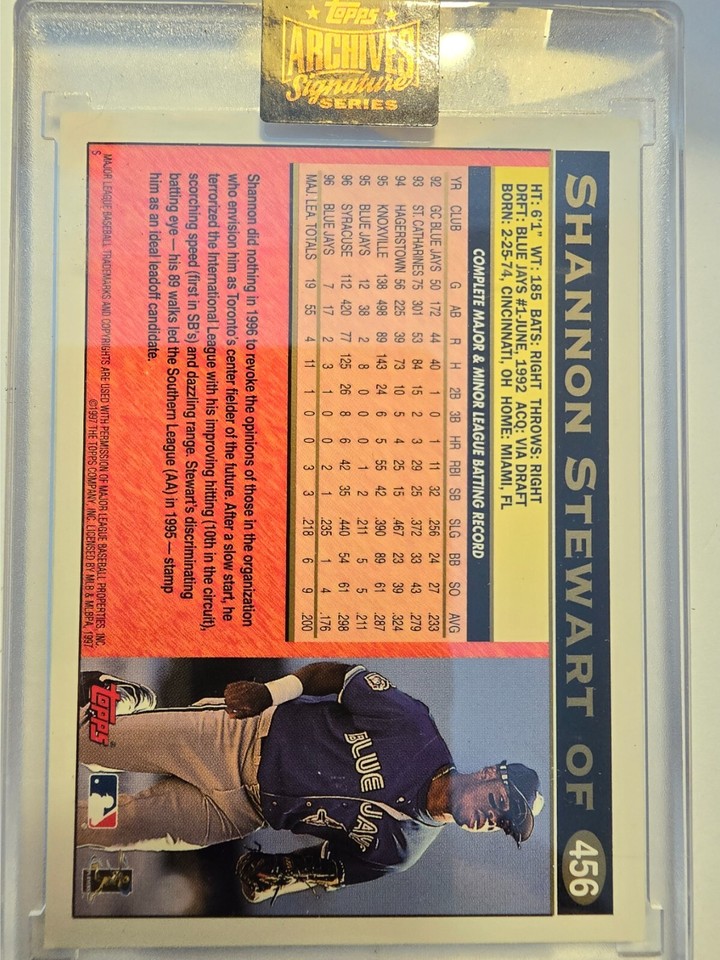 Topps
ARCHIVES
Signature
SERIES
SHANNON STEWART OF 456
HT: 6'1" WT: 185 BATS: RIGHT THROWS: RIGHT
DRFT: BLUE JAYS #1-JUNE, 1992 ACQ: VIA DRAFT
BORN: 2-25-74, CINCINNATI, OH HOME: MIAMI, FL
COMPLETE MAJOR & MINOR LEAGUE BATTING RECORD
YR CLUB G AB R H 2B 3B HR RBI SB SLG BB SO AVG
92 GC BLUE JAYS 50 172 44 40 1 0 1 11 32 .256 24 27 .233
93 ST. CATHARINES 75 301 53 84 15 2 3 29 25 .372 33 43 .279
94 HAGERSTOWN 56 225 39 73 10 5 4 25 15 .467 23 39 .324
95 KNOXVILLE 138 498 89 143 24 6 5 55 42 .390 89 61 .287
95 BLUE JAYS 12 38 2 8 0 0 0 1 2 .211 5 5 .211
96 SYRACUSE 112 420 77 125 26 8 6 42 35 .440 54 61 .298
96 BLUE JAYS 7 17 2 3 1 0 0 2 1 .235 1 4 .176
MAJ. LEA. TOTALS 19 55 4 11 1 0 0 3 3 .218 6 9 .200
Shannon did nothing in 1996 to revoke the opinions of those in the organization
who envision him as Toronto's center fielder of the future. After a slow start, he
terrorized the International League with his improving hitting (10th in the circuit),
scorching speed (first in SB's) and dazzling range. Stewart's discriminating
batting eye — his 89 walks led the Southern League (AA) in 1995 — stamp
him as an ideal leadoff candidate.
©1997 THE TOPPS COMPANY, INC. LICENSED BY MLB & MLBPA, 1997
MAJOR LEAGUE BASEBALL TRADEMARKS AND COPYRIGHTS ARE USED WITH PERMISSION OF MAJOR LEAGUE BASEBALL PROPERTIES, INC.
S
BLUE JAYS
Topps